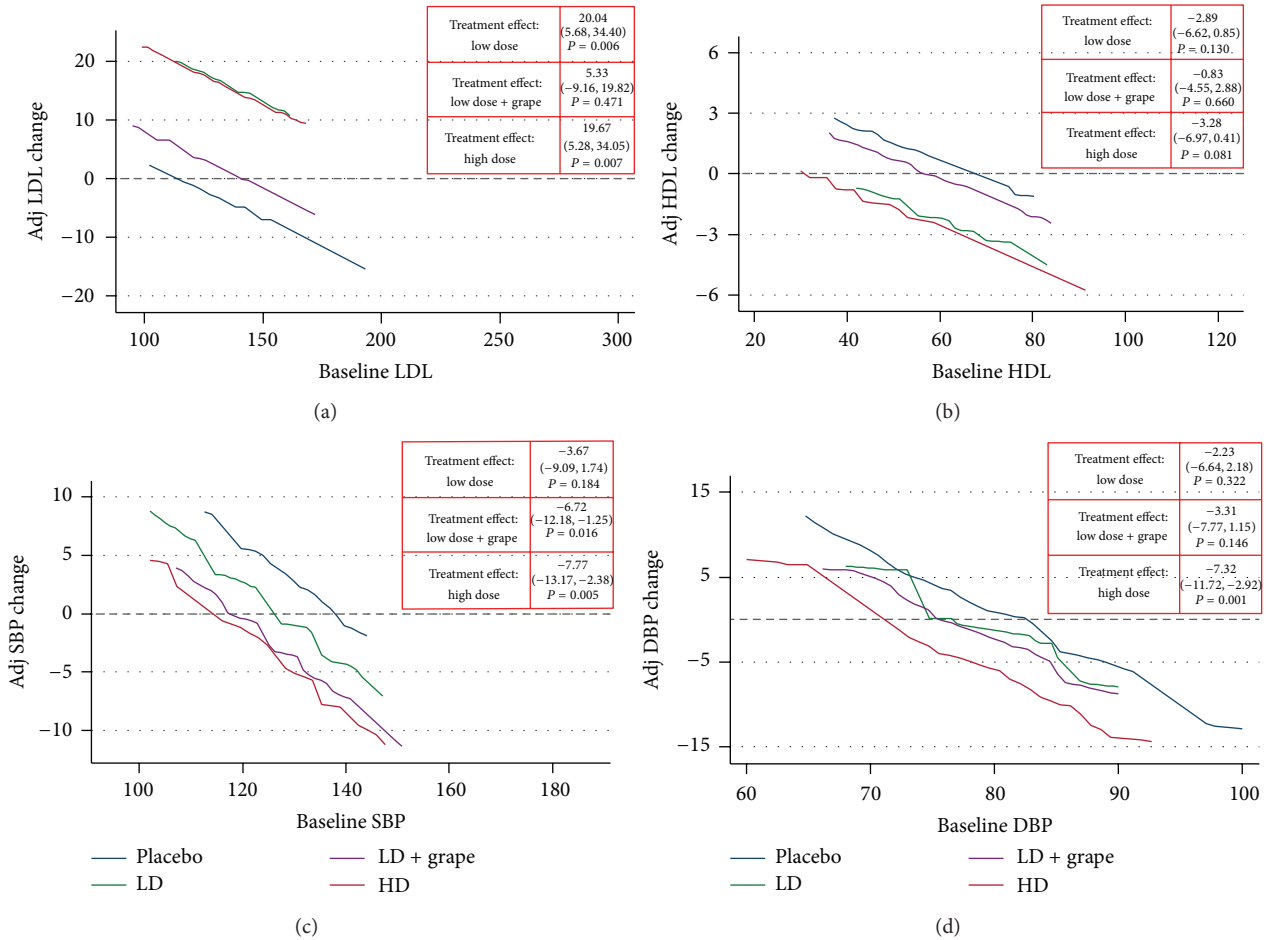 Treatment effect:
low dose
20.04
(5.68, 34.40)
P = 0.006
Treatment effect:
low dose + grape
5.33
(−9.16, 19.82)
P = 0.471
Treatment effect:
high dose
19.67
(5.28, 34.05)
P = 0.007
20
10
0
−10
−20
Adj LDL change
100
150
200
250
300
Baseline LDL
(a)
Treatment effect:
low dose
−2.89
(−6.62, 0.85)
P = 0.130
Treatment effect:
low dose + grape
−0.83
(−4.55, 2.88)
P = 0.660
Treatment effect:
high dose
−3.28
(−6.97, 0.41)
P = 0.081
6
3
0
−3
−6
Adj HDL change
20
40
60
80
100
120
Baseline HDL
(b)
Treatment effect:
low dose
−3.67
(−9.09, 1.74)
P = 0.184
Treatment effect:
low dose + grape
−6.72
(−12.18, −1.25)
P = 0.016
Treatment effect:
high dose
−7.77
(−13.17, −2.38)
P = 0.005
10
5
0
−5
−10
Adj SBP change
100
120
140
160
180
Baseline SBP
Placebo
LD
LD + grape
HD
(c)
Treatment effect:
low dose
−2.23
(−6.64, 2.18)
P = 0.322
Treatment effect:
low dose + grape
−3.31
(−7.77, 1.15)
P = 0.146
Treatment effect:
high dose
−7.32
(−11.72, −2.92)
P = 0.001
15
5
0
−5
−15
Adj DBP change
60
70
80
90
100
Baseline DBP
Placebo
LD
LD + grape
HD
(d)